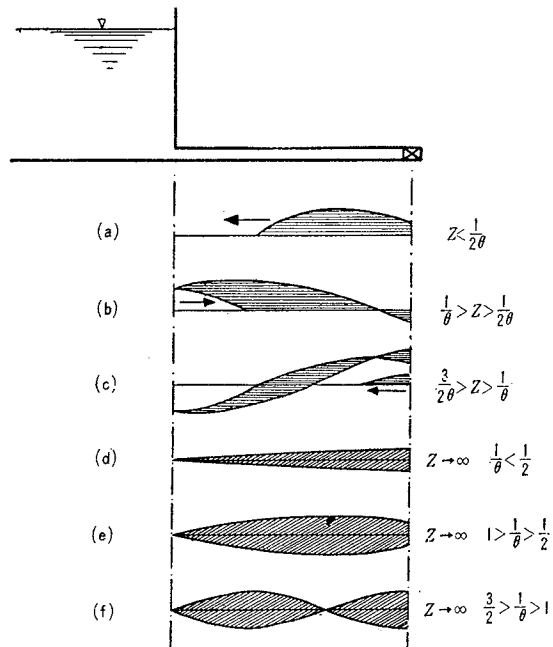 (a) Z < 1/2θ
(b) 1/θ > Z > 1/2θ
(c) 3/2θ > Z > 1/θ
(d) Z→∞ 1/θ < 1/2
(e) Z→∞ 1 > 1/θ > 1/2
(f) Z→∞ 3/2 > 1/θ > 1